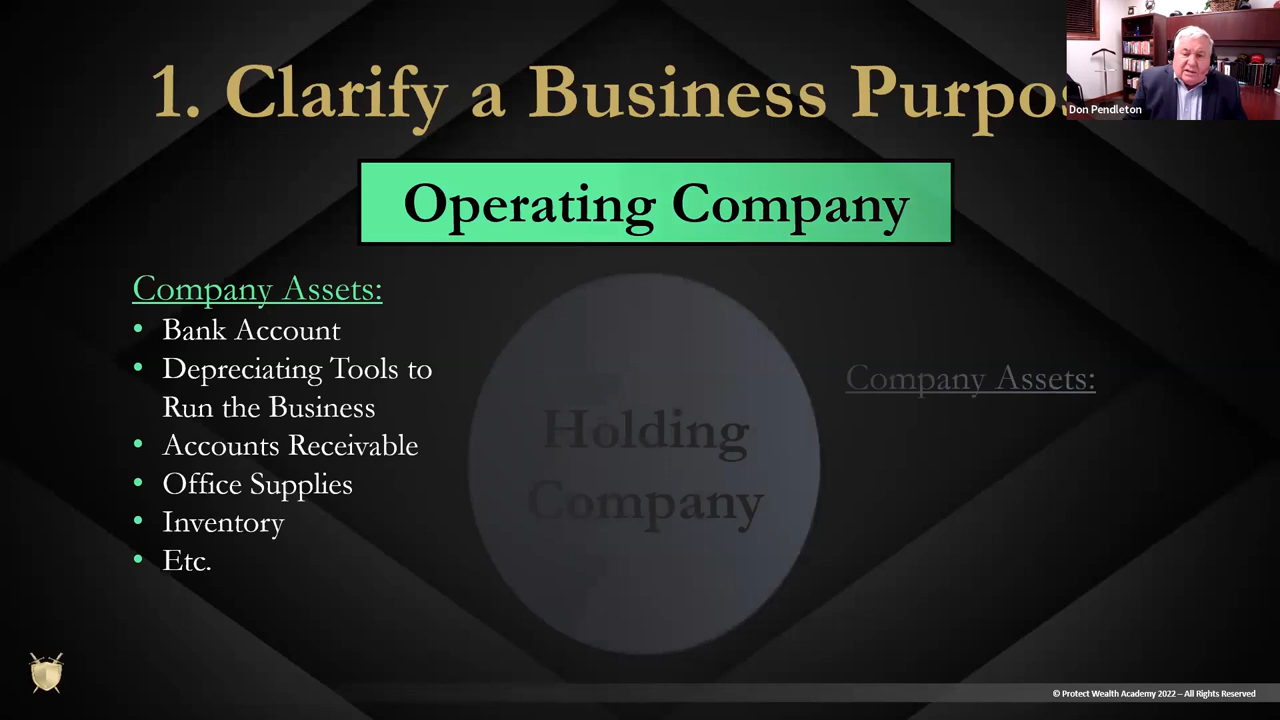 1. Clarify a Business Purpos
Don Pendleton
Operating Company
Company Assets:
• Bank Account
• Depreciating Tools to
Run the Business
• Accounts Receivable
• Office Supplies
• Inventory
• Etc.
Holding
Company
Company Assets:
© Protect Wealth Academy 2022 – All Rights Reserved